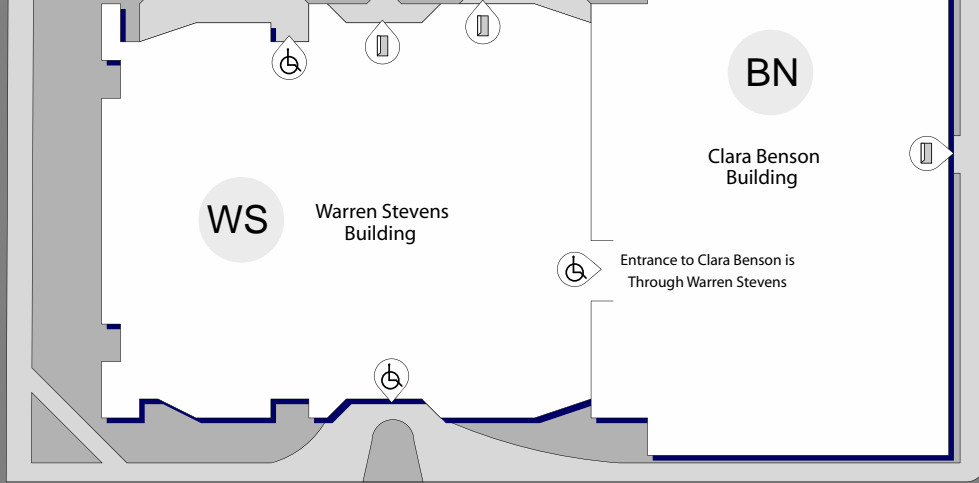 BN
Clara Benson
Building
WS
Warren Stevens
Building
Entrance to Clara Benson is
Through Warren Stevens